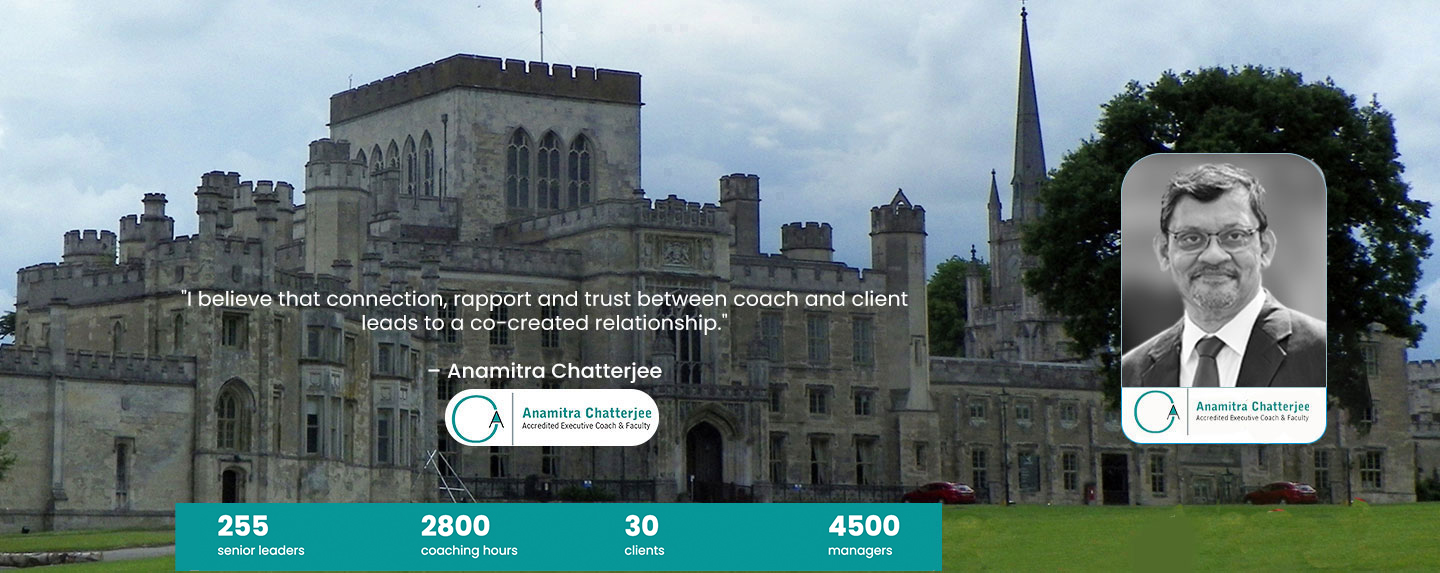 "I believe that connection, rapport and trust between coach and client
leads to a co-created relationship."
– Anamitra Chatterjee
CA
Anamitra Chatterjee
Accredited Executive Coach & Faculty
CA
Anamitra Chatterjee
Accredited Executive Coach & Faculty
255 2800 30 4500
senior leaders coaching hours clients managers